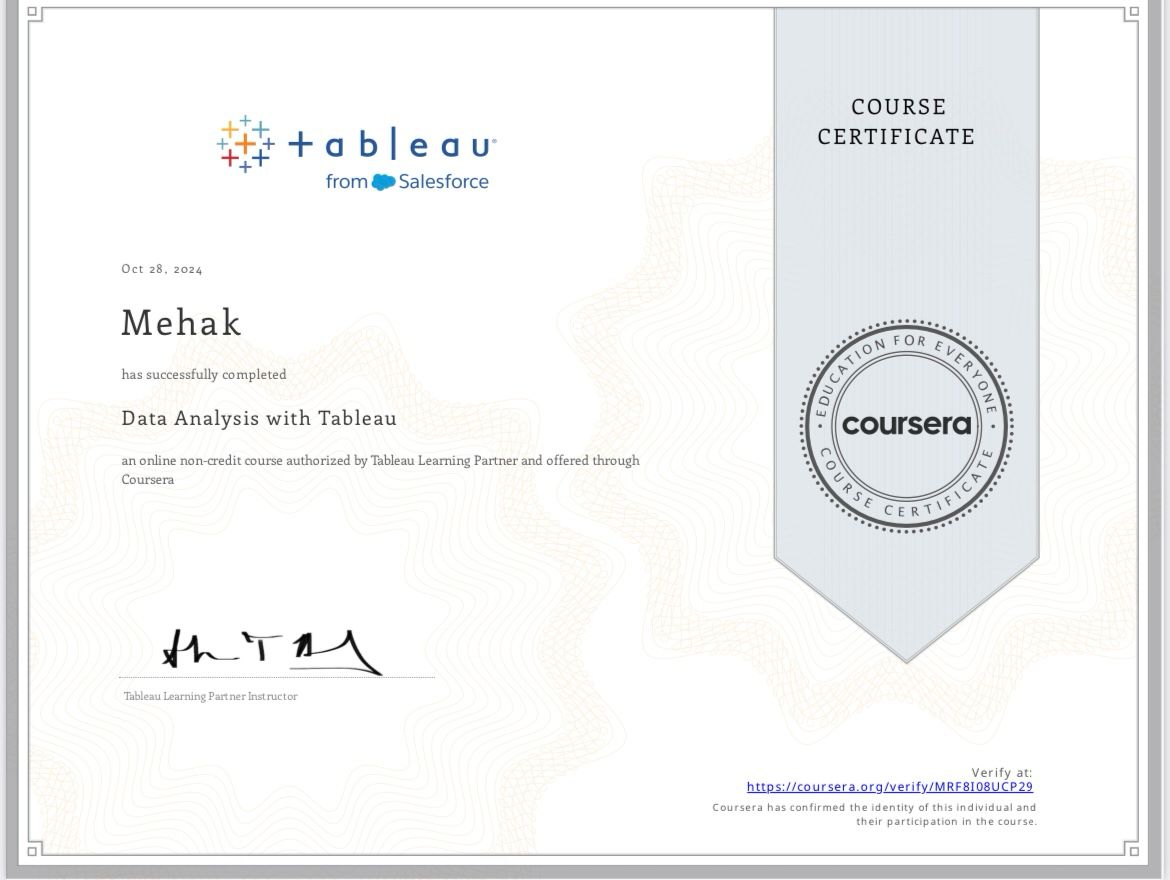 + a b | e a u®
from Salesforce
COURSE
CERTIFICATE
Oct 28, 2024
Mehak
has successfully completed
Data Analysis with Tableau
an online non-credit course authorized by Tableau Learning Partner and offered through
Coursera
EDUCATION FOR EVERYONE
coursera
COURSE CERTIFICATE
Tableau Learning Partner Instructor
Verify at:
https://coursera.org/verify/MRF8I08UCP29
Coursera has confirmed the identity of this individual and
their participation in the course.